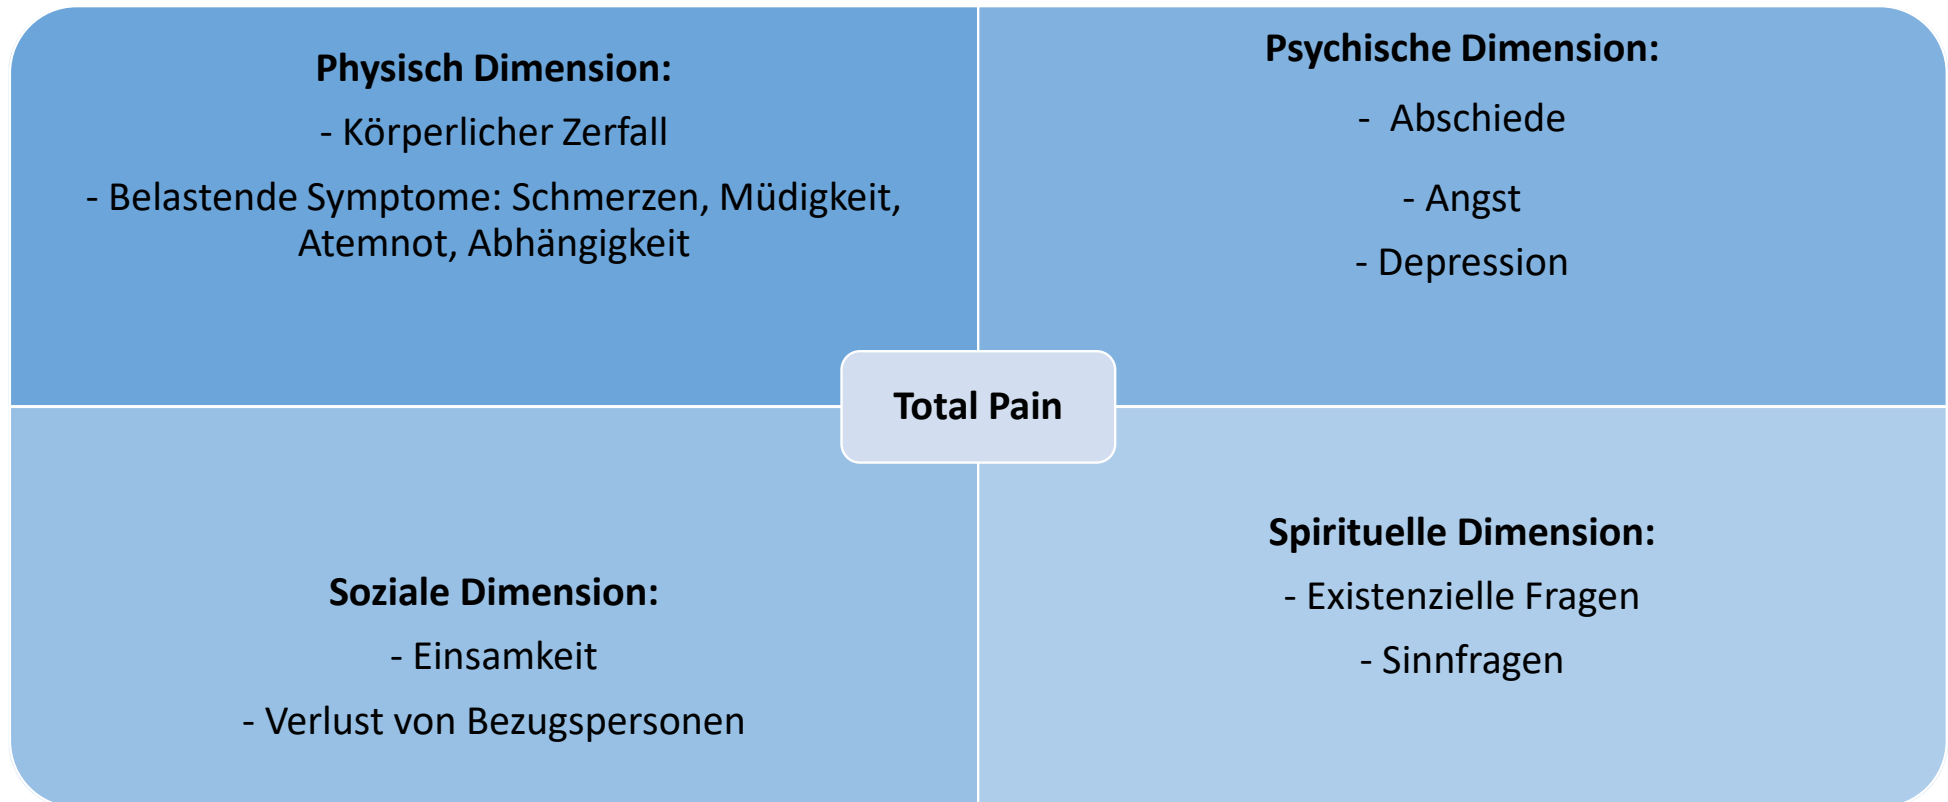 Physisch Dimension:
- Körperlicher Zerfall
- Belastende Symptome: Schmerzen, Müdigkeit,
Atemnot, Abhängigkeit
Psychische Dimension:
- Abschiede
- Angst
- Depression
Total Pain
Soziale Dimension:
- Einsamkeit
- Verlust von Bezugspersonen
Spirituelle Dimension:
- Existenzielle Fragen
- Sinnfragen